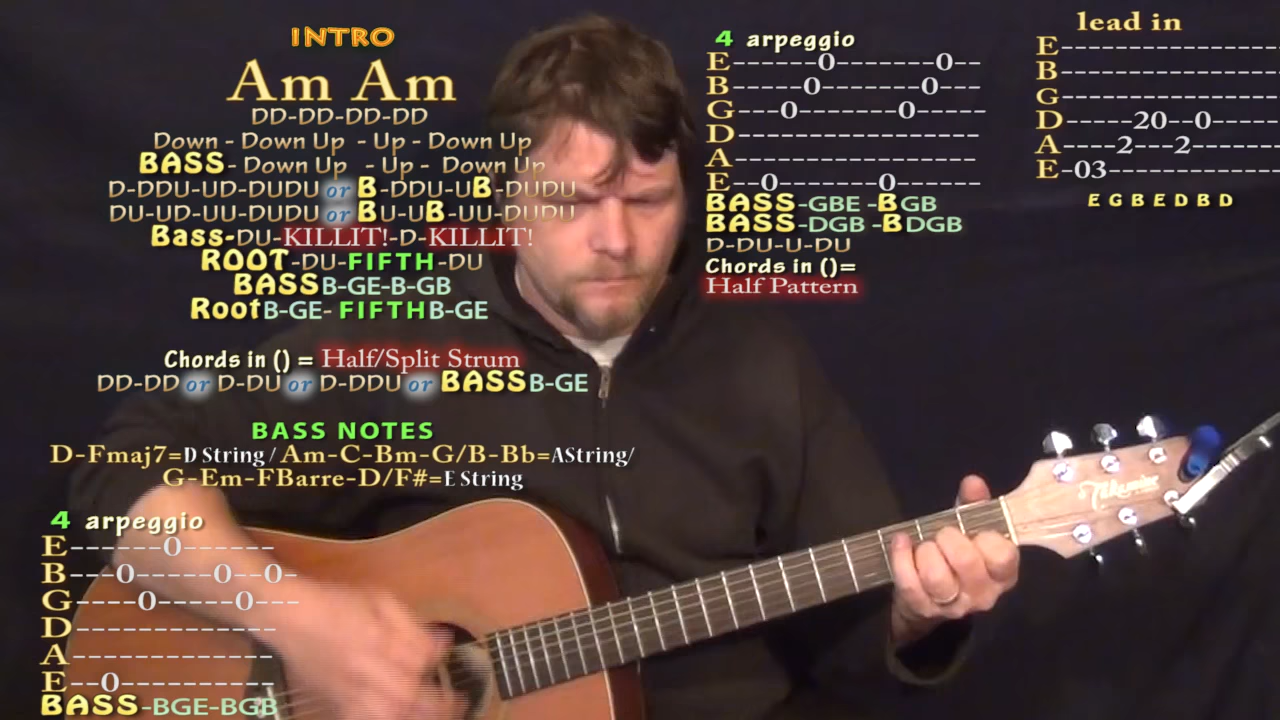 INTRO
Am Am
DD-DD-DD-DD
Down - Down Up - Up - Down Up
BASS- Down Up - Up - Down Up
D-DDU-UD-DUDU or B-DDU-UB-DUDU
DU-UD-UU-DUDU or BU-UB-UU-DUDU
Bass-DU-KILLIT!-D-KILLIT!
ROOT-DU-FIFTH-DU
BASSB-GE-B-GB
RootB-GE- FIFTHB-GE
Chords in () = Half/Split Strum
DD-DD or D-DU or D-DDU or BASSB-GE
BASS NOTES
D-Fmaj7=D String / Am-C-Bm-G/B-Bb=AString/
G-Em-FBarre-D/F#=E String
4 arpeggio
E------0------
B---0------0--0-
G----0------0---
D-------------
A-------------
E--0----------
BASS-BGE-BGB
4 arpeggio
E-------0--------0--
B------0--------0---
G----0--------0-----
D------------------
A------------------
E--0--------0------
BASS-GBE -BGB
BASS-DGB -BDGB
D-DU-U-DU
Chords in ()=
Half Pattern
lead in
E----------------
B----------------
G----------------
D-----20--0-----
A----2---2------
E-03------------
E G B E D B D
Takamine